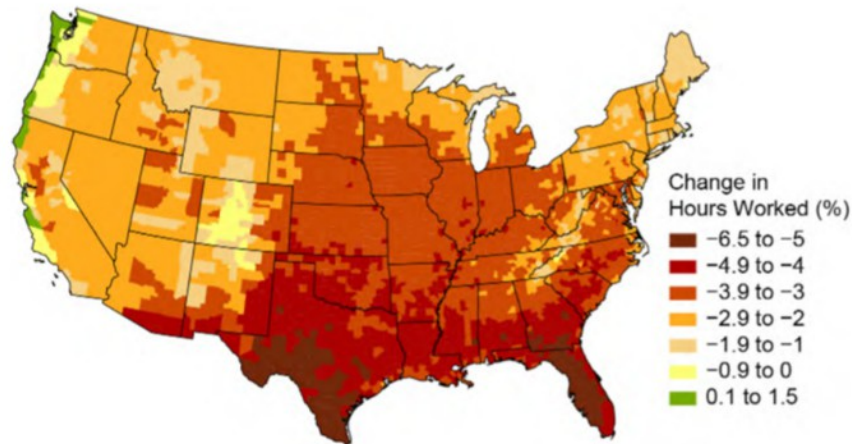 Change in
Hours Worked (%)
−6.5 to −5
−4.9 to −4
−3.9 to −3
−2.9 to −2
−1.9 to −1
−0.9 to 0
0.1 to 1.5